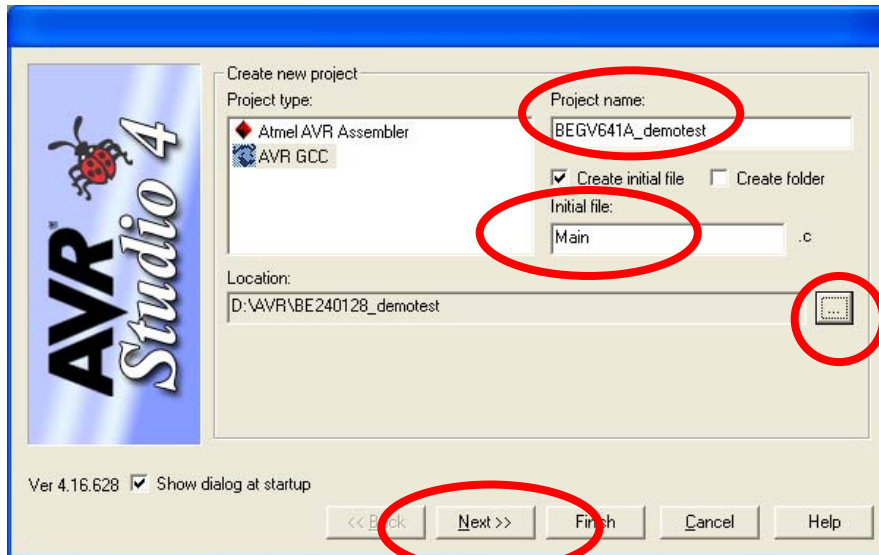 AVR
Studio 4
Create new project
Project type:
Atmel AVR Assembler
AVR GCC
Project name:
BEGV641A_demotest
Create initial file
Create folder
Initial file:
Main
.c
Location:
D:\AVR\BE240128_demotest
...
Ver 4.16.628
Show dialog at startup
<< Back
Next >>
Finish
Cancel
Help